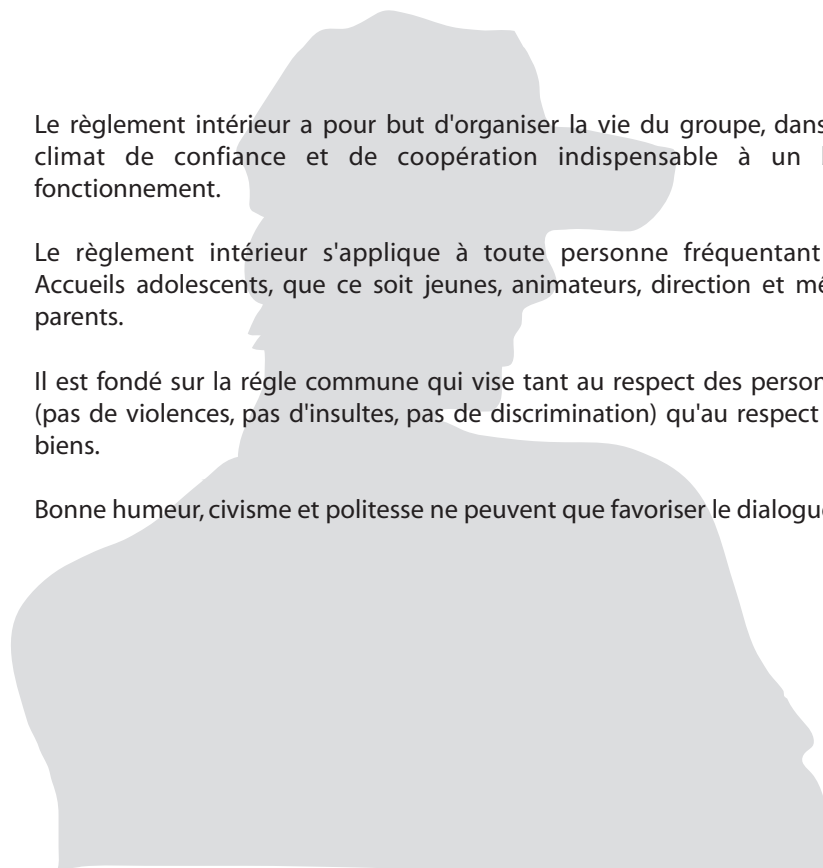 Le règlement intérieur a pour but d'organiser la vie du groupe, dans
climat de confiance et de coopération indispensable à un
fonctionnement.
Le règlement intérieur s'applique à toute personne fréquentant
Accueils adolescents, que ce soit jeunes, animateurs, direction et
parents.
Il est fondé sur la régle commune qui vise tant au respect des
(pas de violences, pas d'insultes, pas de discrimination) qu'au respect
biens.
Bonne humeur, civisme et politesse ne peuvent que favoriser le dialogue